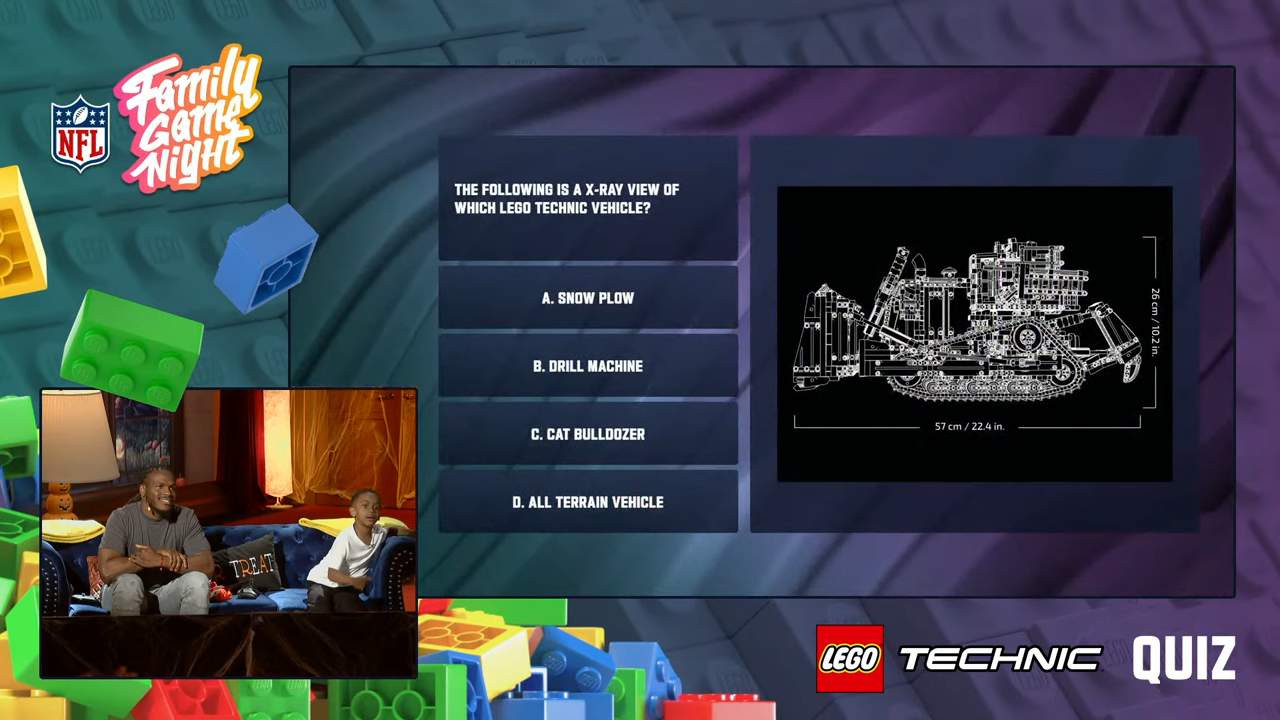 NFL
Family
Game
Night
THE FOLLOWING IS A X-RAY VIEW OF
WHICH LEGO TECHNIC VEHICLE?
A. SNOW PLOW
B. DRILL MACHINE
C. CAT BULLDOZER
D. ALL TERRAIN VEHICLE
26 cm / 10.2 in.
57 cm / 22.4 in.
TREAT
LEGO TECHNIC QUIZ